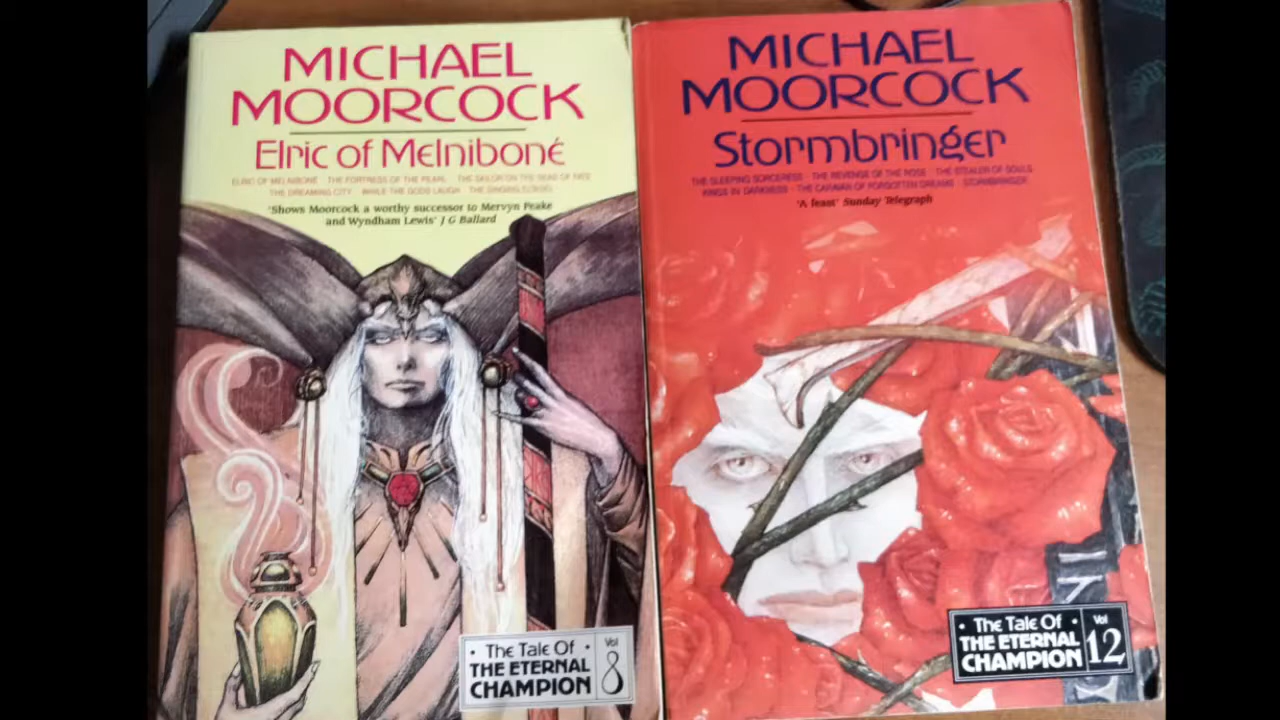 MICHAEL
MOORCOCK
Elric of Melniboné
ELRIC OF MELNIBONÉ · THE FORTRESS OF THE PEARL · THE SAILOR ON THE SEAS OF FATE
THE DREAMING CITY · WHILE THE GODS LAUGH · THE SINGING CITADEL
'Shows Moorcock a worthy successor to Mervyn Peake
and Wyndham Lewis' J G Ballard
· The Tale Of ·
THE ETERNAL
CHAMPION
Vol
8
MICHAEL
MOORCOCK
Stormbringer
THE SLEEPING SORCERESS · THE REVENGE OF THE ROSE · THE STEALER OF SOULS
KINGS IN DARKNESS · THE CARAVAN OF FORGOTTEN DREAMS · STORMBRINGER
'A feast' Sunday Telegraph
· The Tale Of ·
THE ETERNAL
CHAMPION
Vol
12